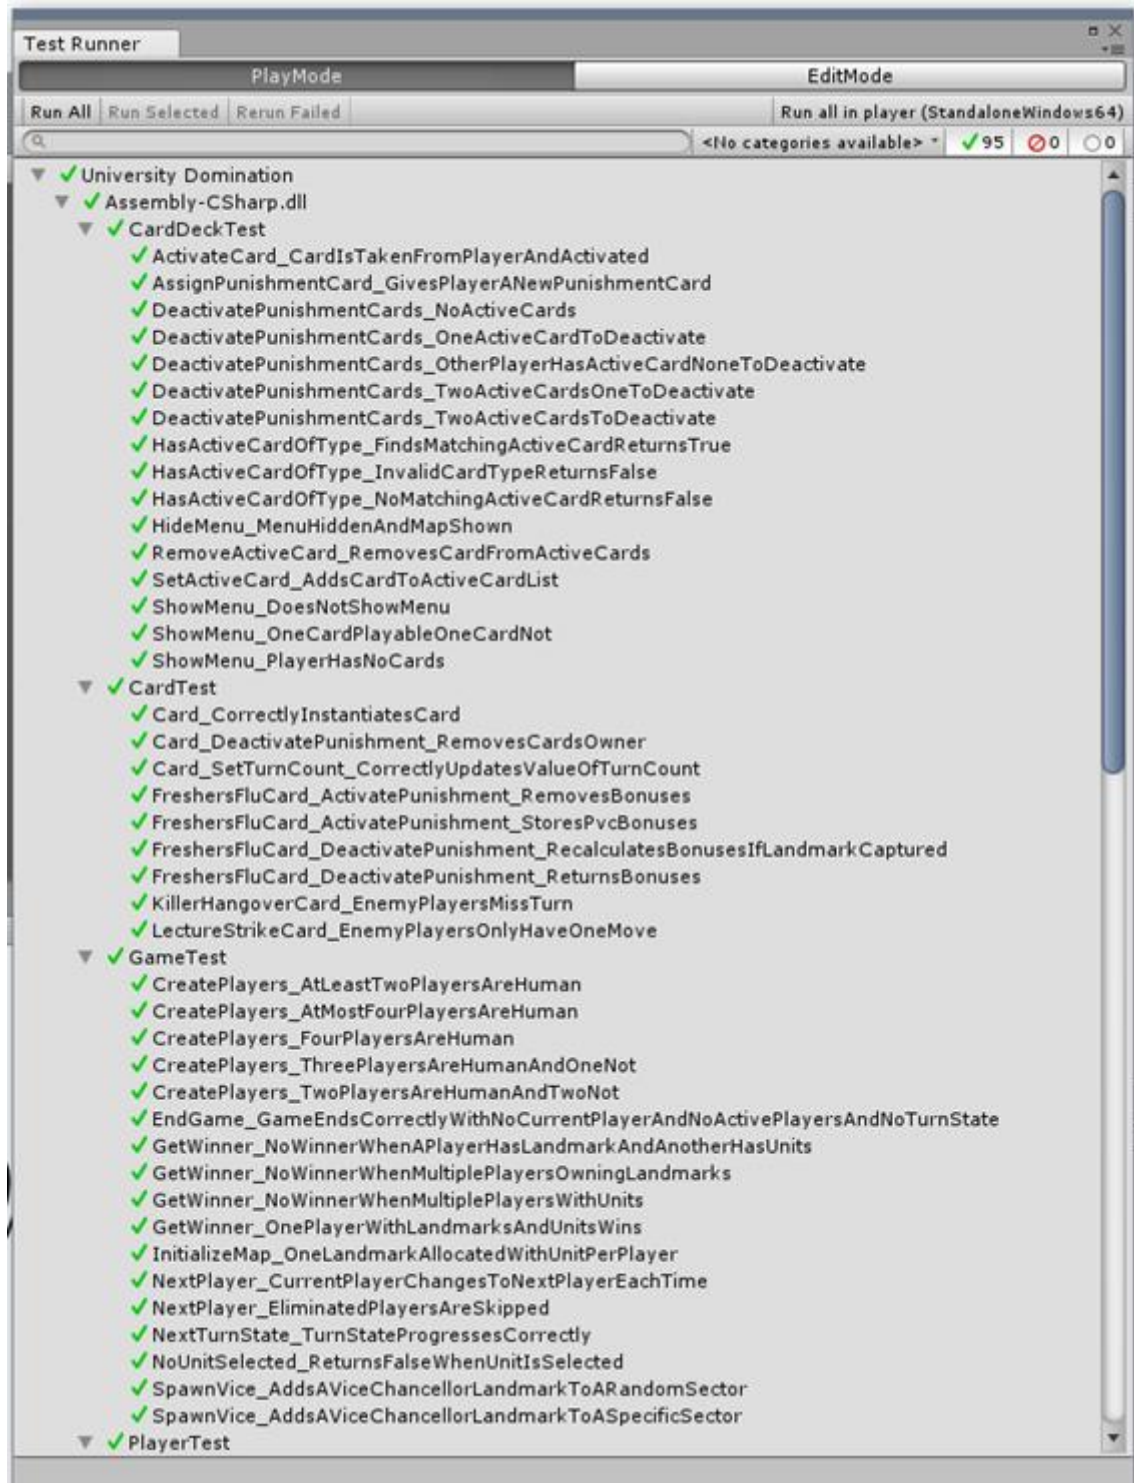 Test Runner
PlayMode EditMode
Run All Run Selected Rerun Failed Run all in player (StandaloneWindows64)
<No categories available> 95 0 0
University Domination
Assembly-CSharp.dll
CardDeckTest
ActivateCard_CardIsTakenFromPlayerAndActivated
AssignPunishmentCard_GivesPlayerANewPunishmentCard
DeactivatePunishmentCards_NoActiveCards
DeactivatePunishmentCards_OneActiveCardToDeactivate
DeactivatePunishmentCards_OtherPlayerHasActiveCardNoneToDeactivate
DeactivatePunishmentCards_TwoActiveCardsOneToDeactivate
DeactivatePunishmentCards_TwoActiveCardsToDeactivate
HasActiveCardOfType_FindsMatchingActiveCardReturnsTrue
HasActiveCardOfType_InvalidCardTypeReturnsFalse
HasActiveCardOfType_NoMatchingActiveCardReturnsFalse
HideMenu_MenuHiddenAndMapShown
RemoveActiveCard_RemovesCardFromActiveCards
SetActiveCard_AddsCardToActiveCardList
ShowMenu_DoesNotShowMenu
ShowMenu_OneCardPlayableOneCardNot
ShowMenu_PlayerHasNoCards
CardTest
Card_CorrectlyInstantiatesCard
Card_DeactivatePunishment_RemovesCardsOwner
Card_SetTurnCount_CorrectlyUpdatesValueOfTurnCount
FreshersFluCard_ActivatePunishment_RemovesBonuses
FreshersFluCard_ActivatePunishment_StoresPvcBonuses
FreshersFluCard_DeactivatePunishment_RecalculatesBonusesIfLandmarkCaptured
FreshersFluCard_DeactivatePunishment_ReturnsBonuses
KillerHangoverCard_EnemyPlayersMissTurn
LectureStrikeCard_EnemyPlayersOnlyHaveOneMove
GameTest
CreatePlayers_AtLeastTwoPlayersAreHuman
CreatePlayers_AtMostFourPlayersAreHuman
CreatePlayers_FourPlayersAreHuman
CreatePlayers_ThreePlayersAreHumanAndOneNot
CreatePlayers_TwoPlayersAreHumanAndTwoNot
EndGame_GameEndsCorrectlyWithNoCurrentPlayerAndNoActivePlayersAndNoTurnState
GetWinner_NoWinnerWhenAPlayerHasLandmarkAndAnotherHasUnits
GetWinner_NoWinnerWhenMultiplePlayersOwningLandmarks
GetWinner_NoWinnerWhenMultiplePlayersWithUnits
GetWinner_OnePlayerWithLandmarksAndUnitsWins
InitializeMap_OneLandmarkAllocatedWithUnitPerPlayer
NextPlayer_CurrentPlayerChangesToNextPlayerEachTime
NextPlayer_EliminatedPlayersAreSkipped
NextTurnState_TurnStateProgressesCorrectly
NoUnitSelected_ReturnsFalseWhenUnitIsSelected
SpawnVice_AddsAViceChancellorLandmarkToARandomSector
SpawnVice_AddsAViceChancellorLandmarkToASpecificSector
PlayerTest